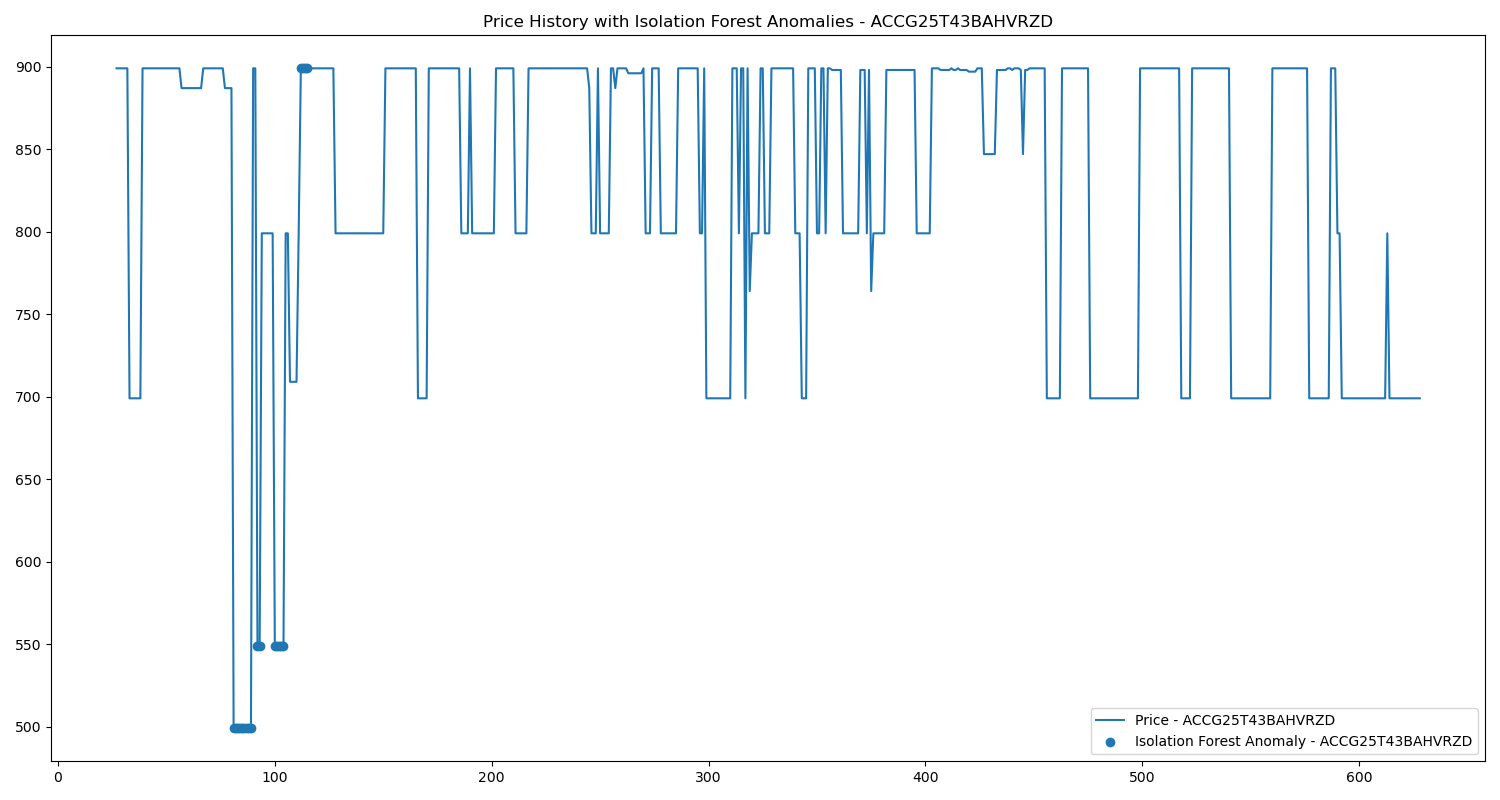 Price History with Isolation Forest Anomalies - ACCG25T43BAHVRZD
900
850
800
750
700
650
600
550
500
0 100 200 300 400 500 600
Price - ACCG25T43BAHVRZD
Isolation Forest Anomaly - ACCG25T43BAHVRZD